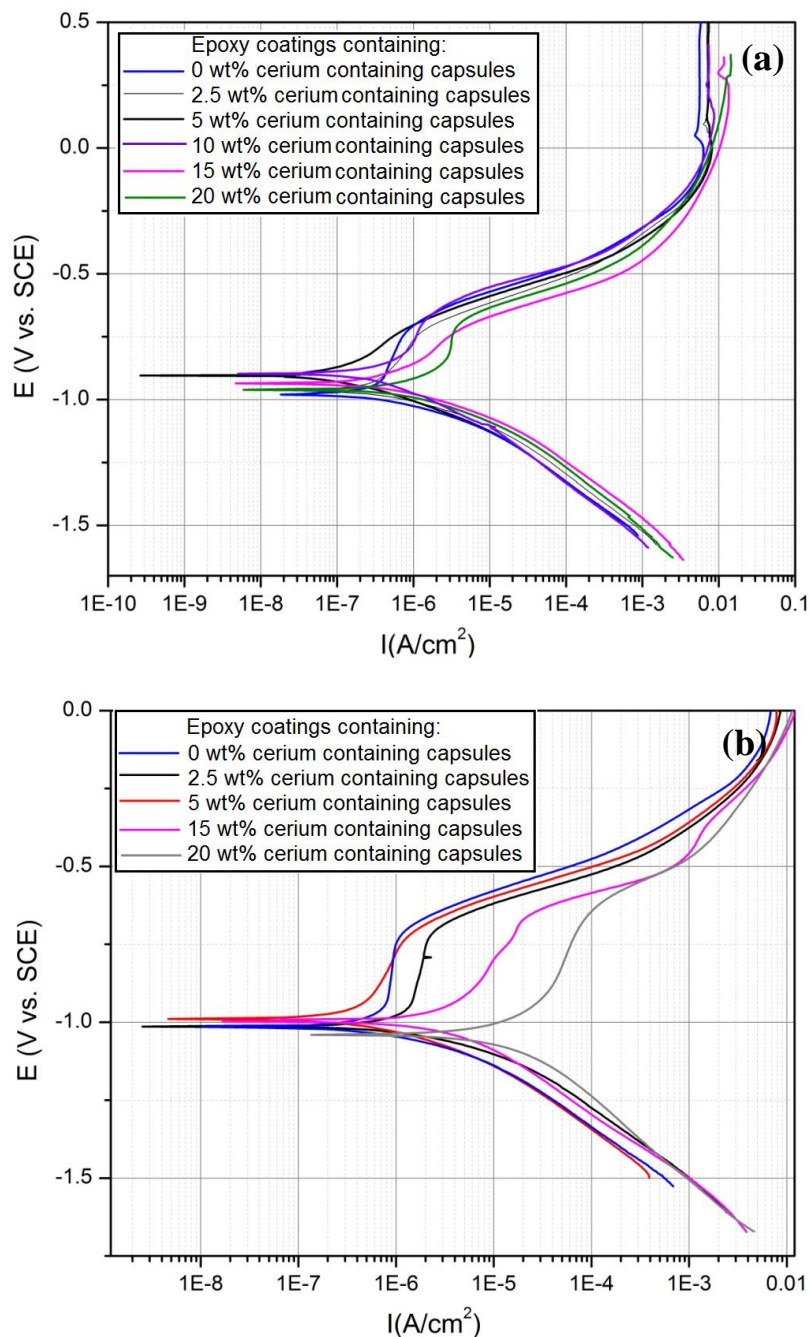 (a)
Epoxy coatings containing:
0 wt% cerium containing capsules
2.5 wt% cerium containing capsules
5 wt% cerium containing capsules
10 wt% cerium containing capsules
15 wt% cerium containing capsules
20 wt% cerium containing capsules
E (V vs. SCE)
0.5
0.0
-0.5
-1.0
-1.5
1E-10 1E-9 1E-8 1E-7 1E-6 1E-5 1E-4 1E-3 0.01 0.1
I(A/cm²)
(b)
Epoxy coatings containing:
0 wt% cerium containing capsules
2.5 wt% cerium containing capsules
5 wt% cerium containing capsules
15 wt% cerium containing capsules
20 wt% cerium containing capsules
E (V vs. SCE)
0.0
-0.5
-1.0
-1.5
1E-8 1E-7 1E-6 1E-5 1E-4 1E-3 0.01
I(A/cm²)